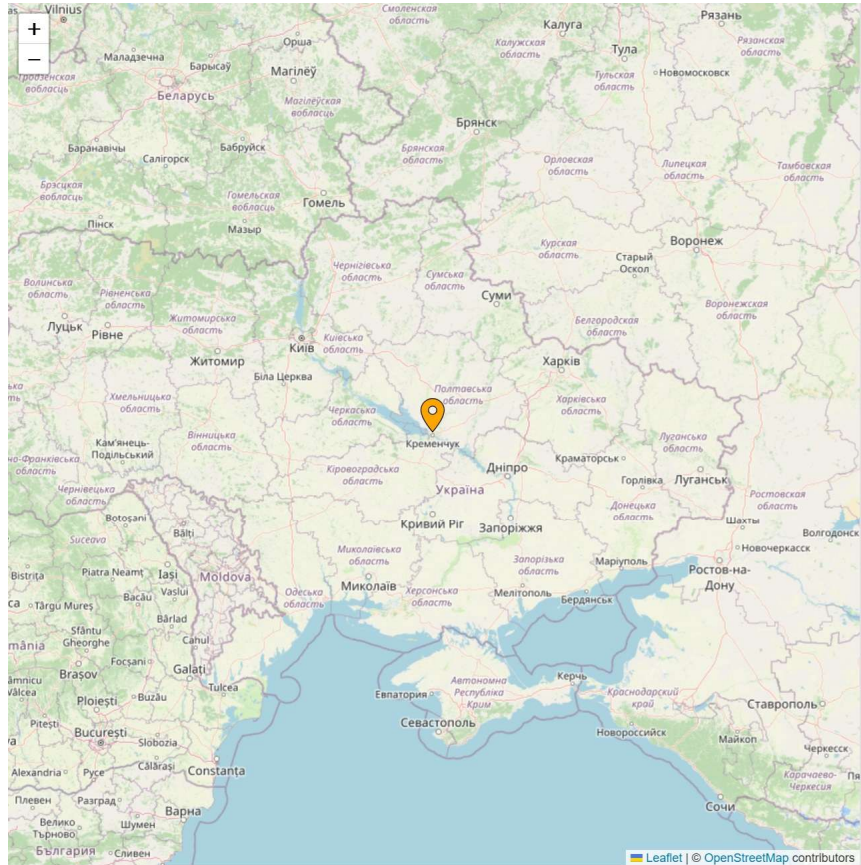 Vilnius
Смоленская
область
Калуга
Рязань
+
−
Орша
Калужская
область
Тула
Рязанская
область
Маладзечна
Барысаў
Магілёў
Тульская
область
Новомосковск
Гродзенская
вобласць
Беларусь
Магілёўская
вобласць
Брянск
Баранавічы
Салігорск
Бабруйск
Брянская
область
Орловская
область
Липецкая
область
Тамбовская
область
Брэсцкая
вобласць
Гомельская
вобласць
Гомель
Пінск
Мазыр
Курская
область
Старый
Оскол
Воронеж
Волинська
область
Рівненська
область
Чернігівська
область
Сумська
область
Суми
Белгородская
область
Воронежская
область
Луцьк
Рівне
Житомирська
область
Київ
Київська
область
Житомир
Харків
Біла Церква
Полтавська
область
Хмельницька
область
Черкаська
область
Харківська
область
Кам'янець-
Подільський
Вінницька
область
Кременчук
Луганська
область
но-Франківська
область
Кіровоградська
область
Дніпро
Краматорськ
Горлівка
Луганськ
Чернівецька
область
Україна
Донецька
область
Ростовская
область
Botoșani
Suceava
Bălți
Кривий Ріг
Запоріжжя
Шахты
Волгодонск
Новочеркасск
Bistrița
Piatra Neamț
Iași
Moldova
Миколаївська
область
Запорізька
область
Маріуполь
Ростов-на-
Дону
ca
Târgu Mureș
Bacău
Vaslui
Одеська
область
Миколаїв
Херсонська
область
Мелітополь
Бердянськ
Bârlad
Sfântu
Gheorghe
Cahul
mânia
Focșani
Galați
Brașov
Автономна
Республіка
Крим
Керчь
Краснодарский
край
Ставрополь
âmnicu
Vâlcea
Ploiești
Buzău
Tulcea
Евпатория
Севастополь
Новороссийск
Майкоп
Pitești
București
Slobozia
Черкесск
va
Alexandria
Русе
Călărași
Constanța
Карачаево-
Черкесия
Пя
Плевен
Разград
Варна
Сочи
Велико
Търново
Шумен
България
Сливен
Leaflet | © OpenStreetMap contributors